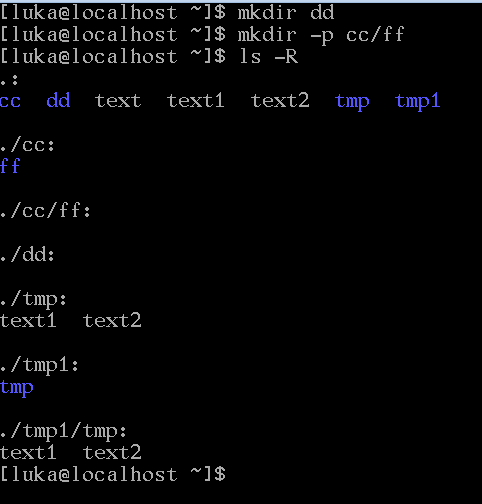 [luka@localhost ~]$ mkdir dd
[luka@localhost ~]$ mkdir -p cc/ff
[luka@localhost ~]$ ls -R
.:
cc  dd  text  text1  text2  tmp  tmp1
./cc:
ff
./cc/ff:
./dd:
./tmp:
text1  text2
./tmp1:
tmp
./tmp1/tmp:
text1  text2
[luka@localhost ~]$